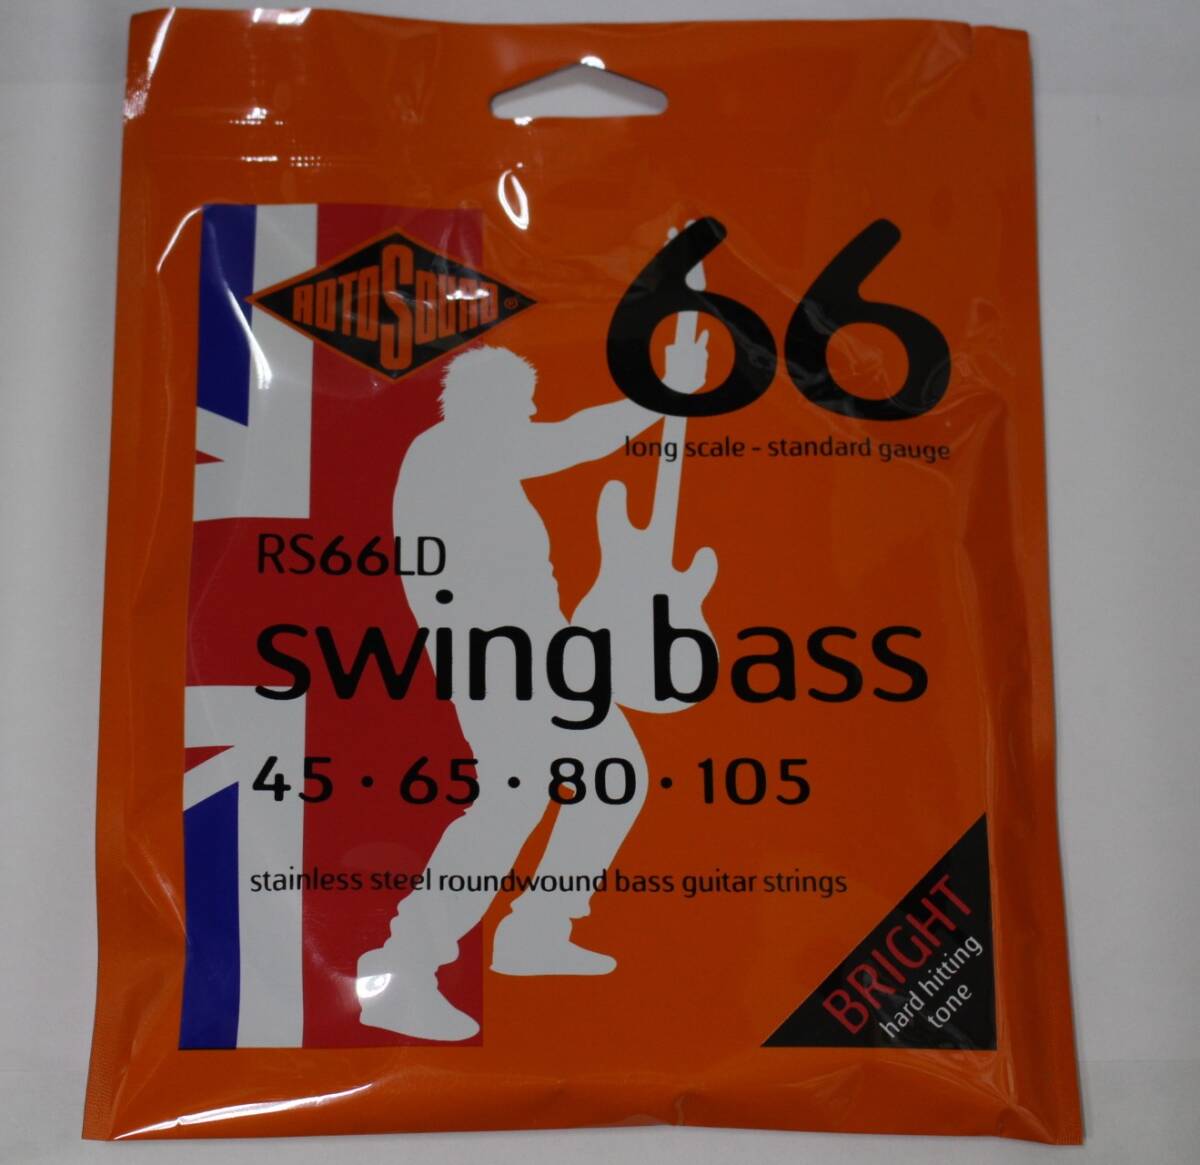 ROTOSOUND®
66
long scale - standard gauge
RS66LD
swing bass
45 · 65 · 80 · 105
stainless steel roundwound bass guitar strings
BRIGHT
hard hitting
tone